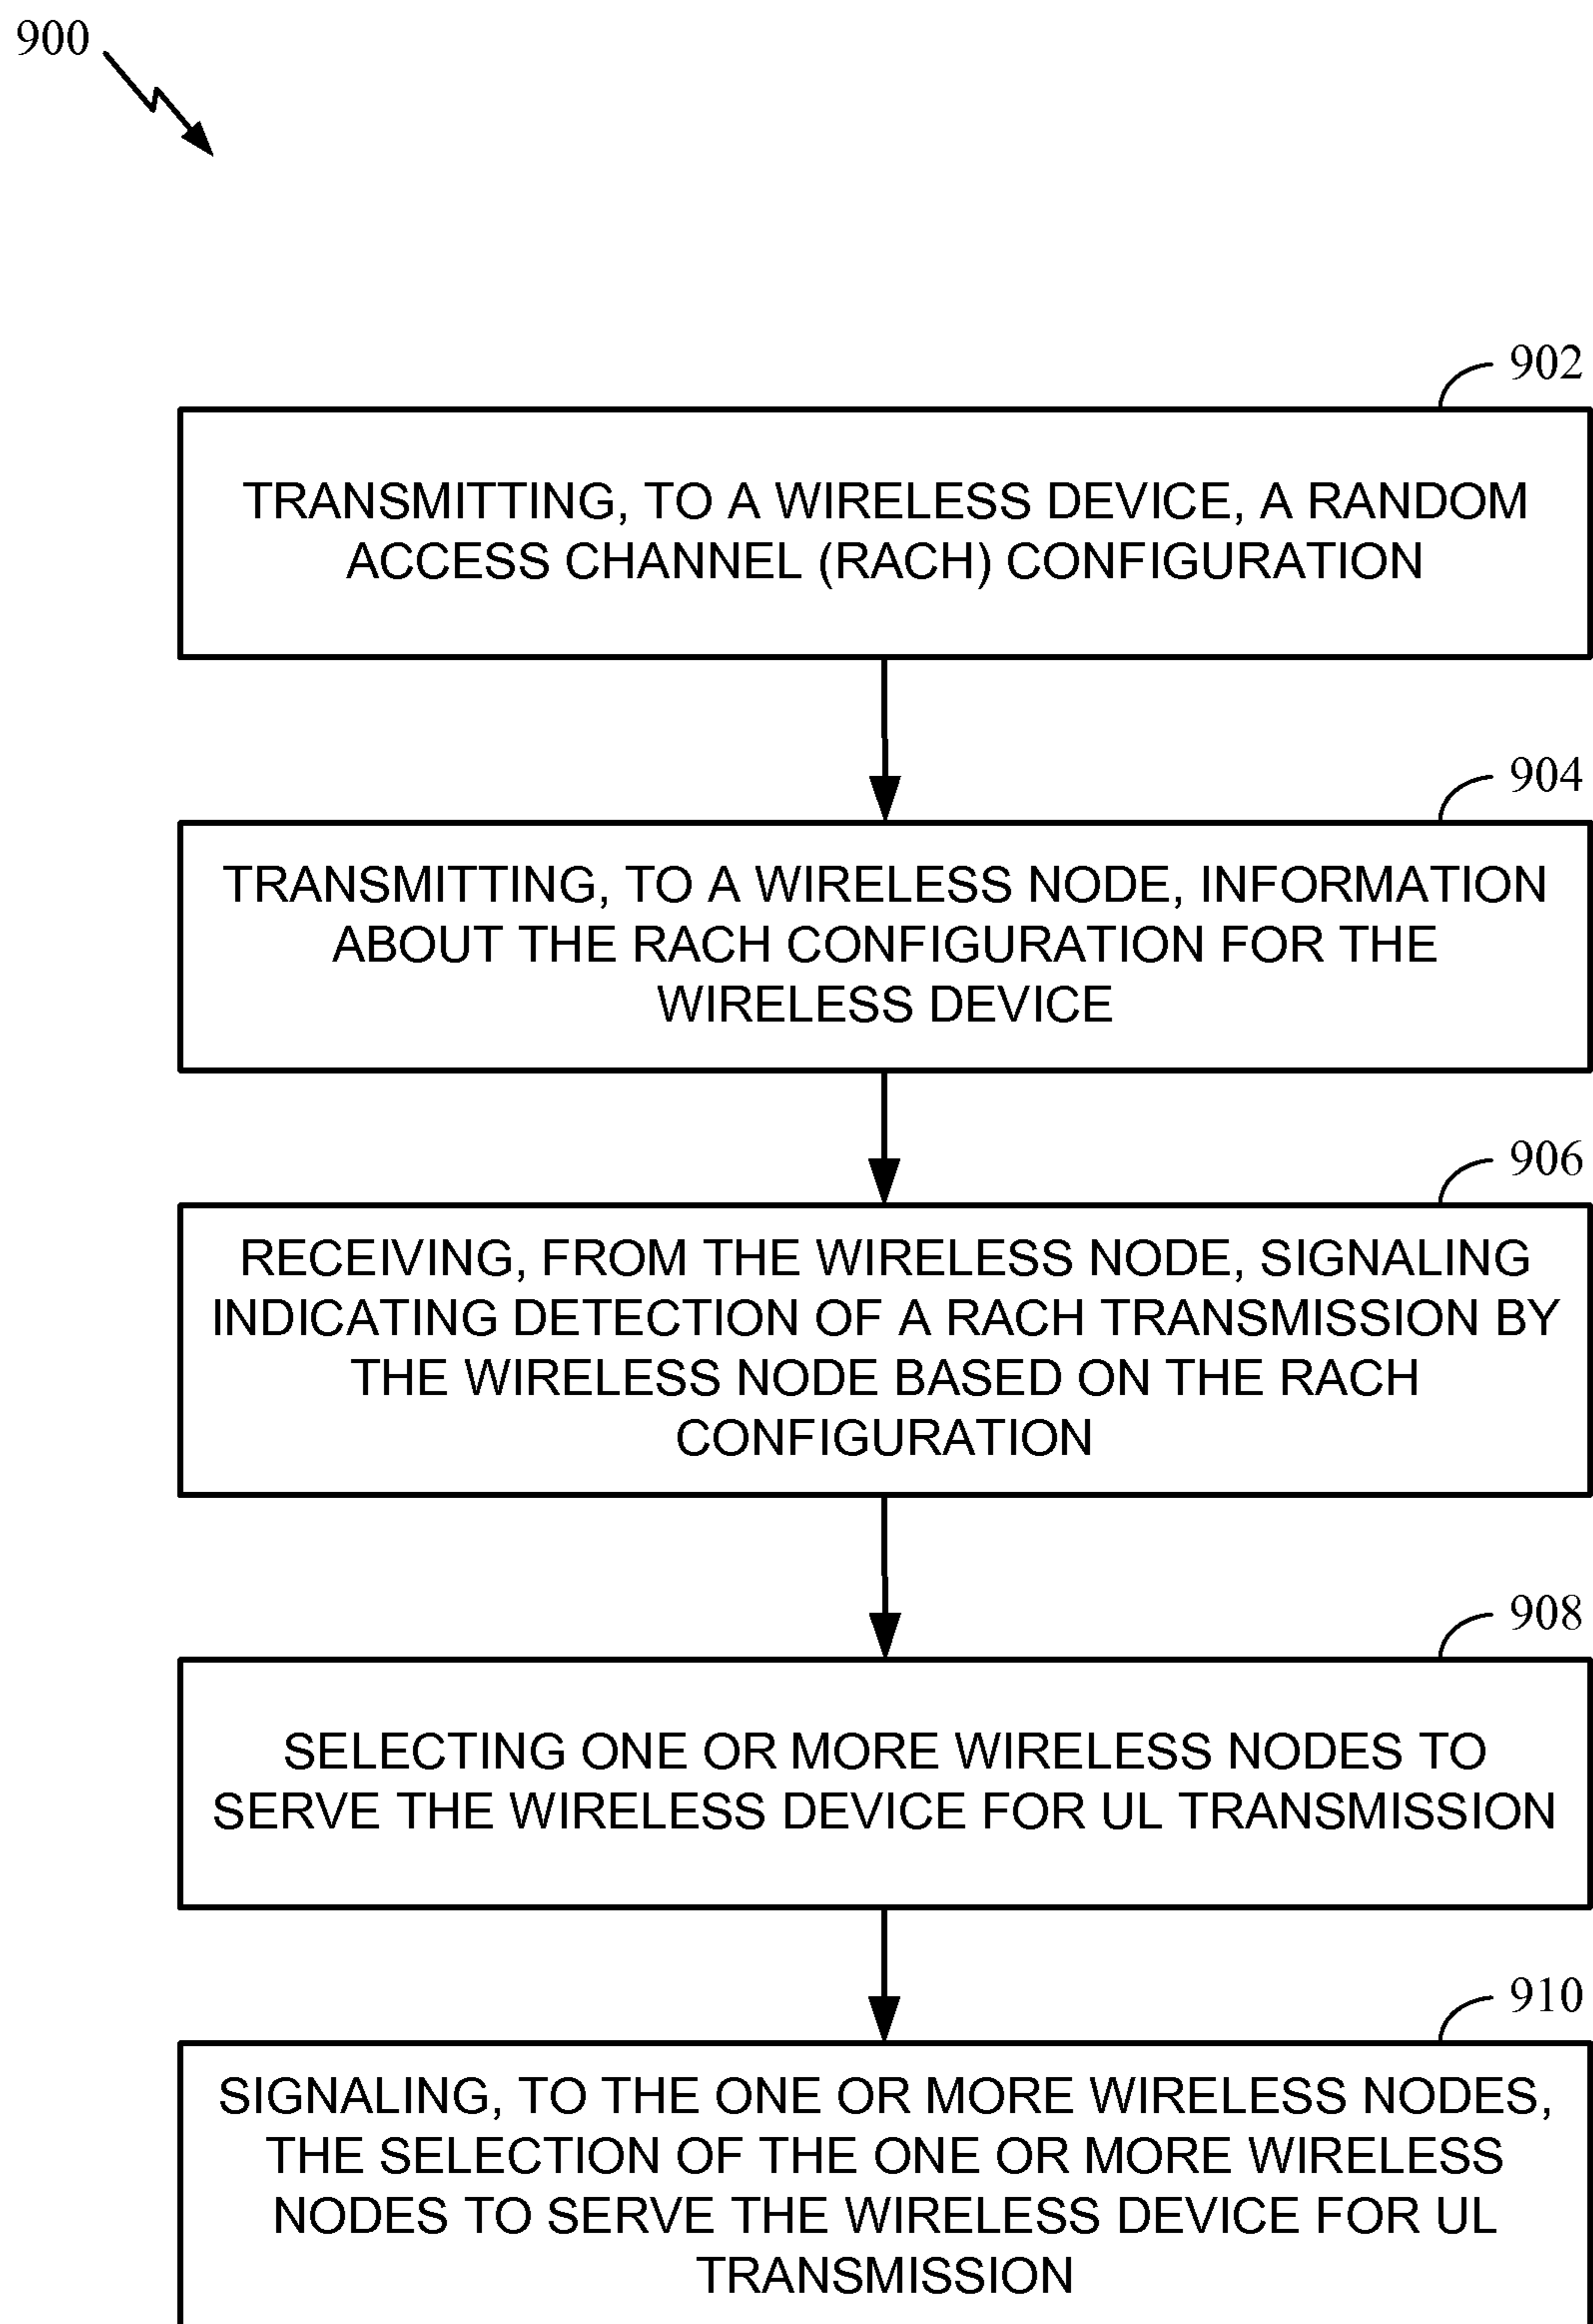 900
902
TRANSMITTING, TO A WIRELESS DEVICE, A RANDOM
ACCESS CHANNEL (RACH) CONFIGURATION
904
TRANSMITTING, TO A WIRELESS NODE, INFORMATION
ABOUT THE RACH CONFIGURATION FOR THE
WIRELESS DEVICE
906
RECEIVING, FROM THE WIRELESS NODE, SIGNALING
INDICATING DETECTION OF A RACH TRANSMISSION BY
THE WIRELESS NODE BASED ON THE RACH
CONFIGURATION
908
SELECTING ONE OR MORE WIRELESS NODES TO
SERVE THE WIRELESS DEVICE FOR UL TRANSMISSION
910
SIGNALING, TO THE ONE OR MORE WIRELESS NODES,
THE SELECTION OF THE ONE OR MORE WIRELESS
NODES TO SERVE THE WIRELESS DEVICE FOR UL
TRANSMISSION